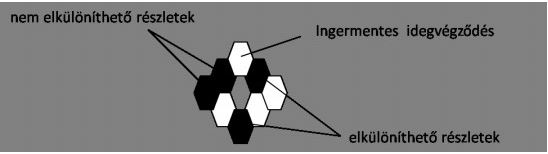 nem elkülöníthető részletek
Ingermentes idegvégződés
elkülöníthető részletek